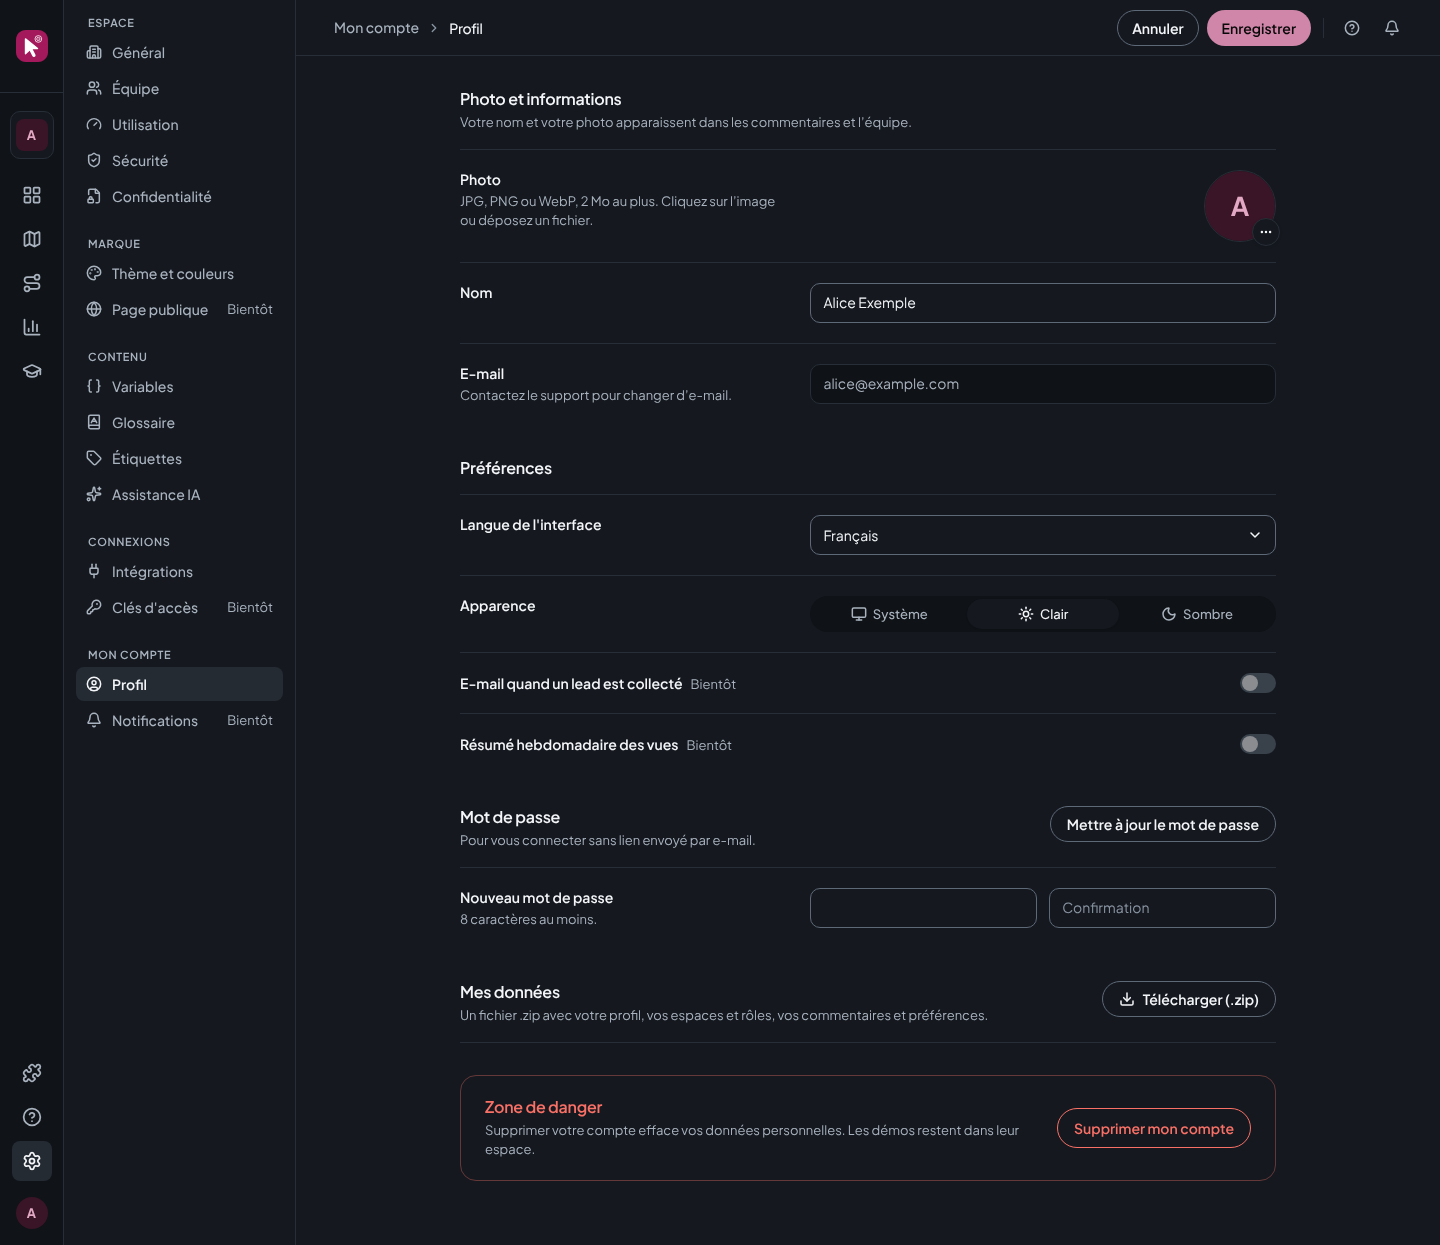 ESPACE
Général
Équipe
Utilisation
Sécurité
Confidentialité
MARQUE
Thème et couleurs
Page publique Bientôt
CONTENU
Variables
Glossaire
Étiquettes
Assistance IA
CONNEXIONS
Intégrations
Clés d'accès Bientôt
MON COMPTE
Profil
Notifications Bientôt
A
A
Mon compte > Profil
Annuler
Enregistrer
Photo et informations
Votre nom et votre photo apparaissent dans les commentaires et l'équipe.
Photo
JPG, PNG ou WebP, 2 Mo au plus. Cliquez sur l'image
ou déposez un fichier.
A
Nom
Alice Exemple
E-mail
Contactez le support pour changer d'e-mail.
alice@example.com
Préférences
Langue de l'interface
Français
Apparence
Système
Clair
Sombre
E-mail quand un lead est collecté Bientôt
Résumé hebdomadaire des vues Bientôt
Mot de passe
Pour vous connecter sans lien envoyé par e-mail.
Mettre à jour le mot de passe
Nouveau mot de passe
8 caractères au moins.
Confirmation
Mes données
Un fichier .zip avec votre profil, vos espaces et rôles, vos commentaires et préférences.
Télécharger (.zip)
Zone de danger
Supprimer votre compte efface vos données personnelles. Les démos restent dans leur
espace.
Supprimer mon compte